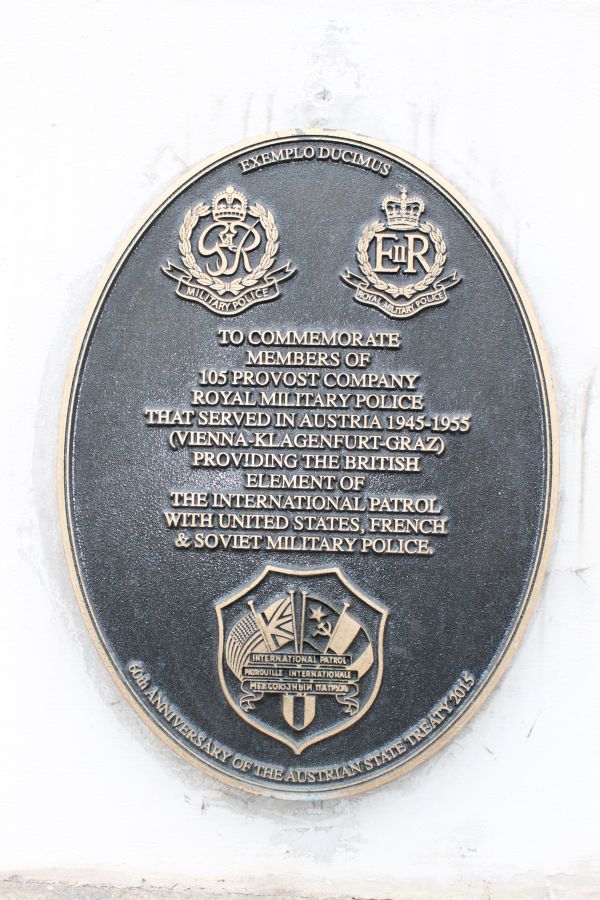 EXEMPLO DUCIMUS
GR
MILITARY POLICE
EIIR
ROYAL MILITARY POLICE
TO COMMEMORATE
MEMBERS OF
105 PROVOST COMPANY
ROYAL MILITARY POLICE
THAT SERVED IN AUSTRIA 1945-1955
(VIENNA-KLAGENFURT-GRAZ)
PROVIDING THE BRITISH
ELEMENT OF
THE INTERNATIONAL PATROL
WITH UNITED STATES, FRENCH
& SOVIET MILITARY POLICE.
INTERNATIONAL PATROL
PATROUILLE INTERNATIONALE
МЕЖСОЮЗНЫЙ ПАТРУЛЬ
60th ANNIVERSARY OF THE AUSTRIAN STATE TREATY 2015